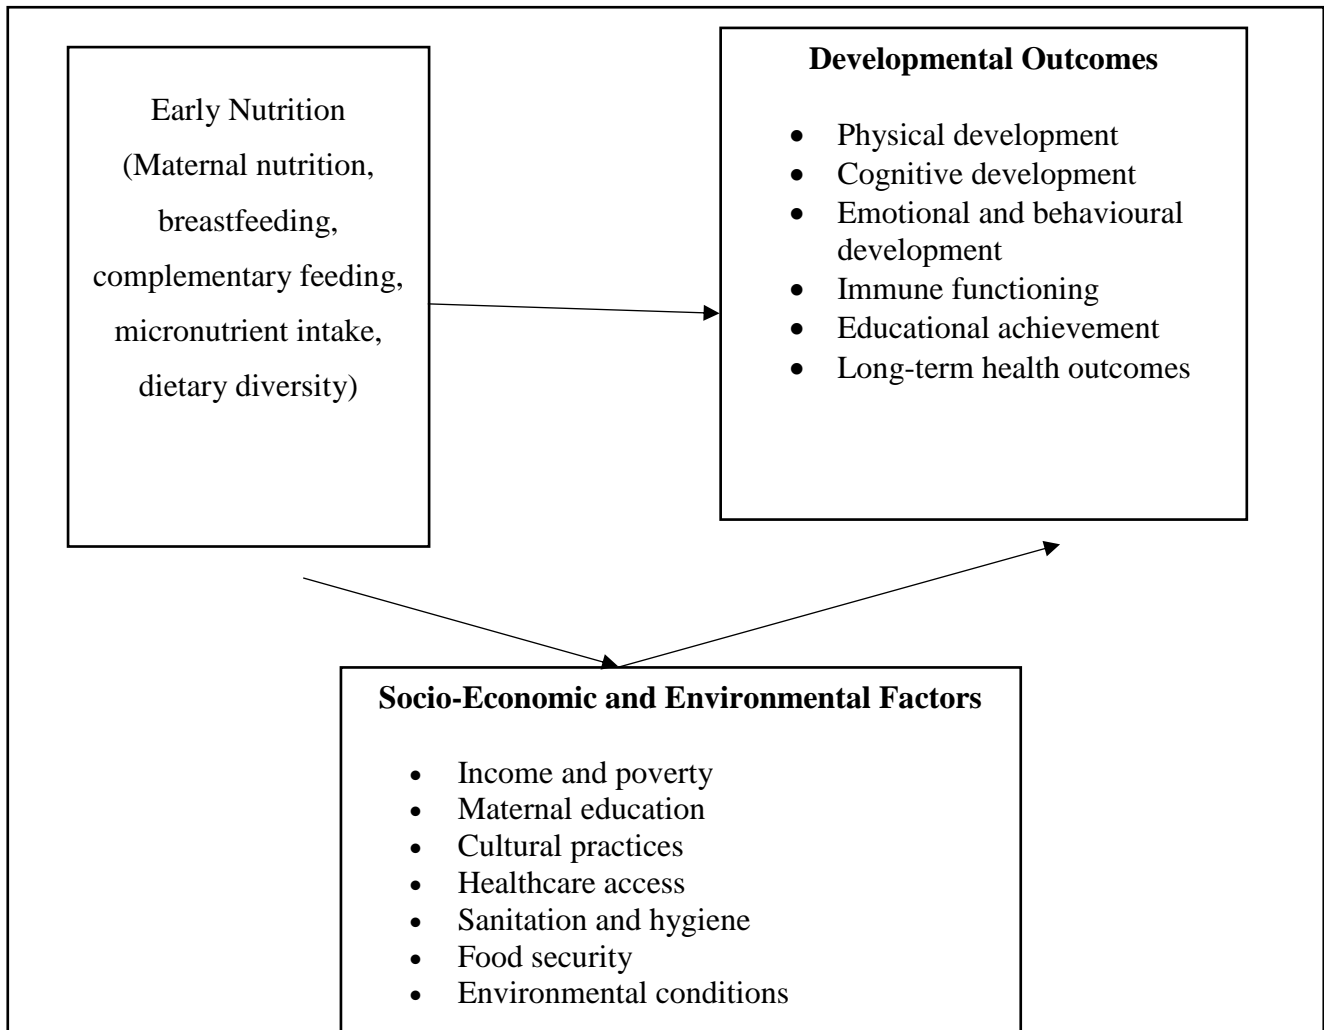 Early Nutrition
(Maternal nutrition,
breastfeeding,
complementary feeding,
micronutrient intake,
dietary diversity)
Developmental Outcomes
• Physical development
• Cognitive development
• Emotional and behavioural
development
• Immune functioning
• Educational achievement
• Long-term health outcomes
Socio-Economic and Environmental Factors
• Income and poverty
• Maternal education
• Cultural practices
• Healthcare access
• Sanitation and hygiene
• Food security
• Environmental conditions